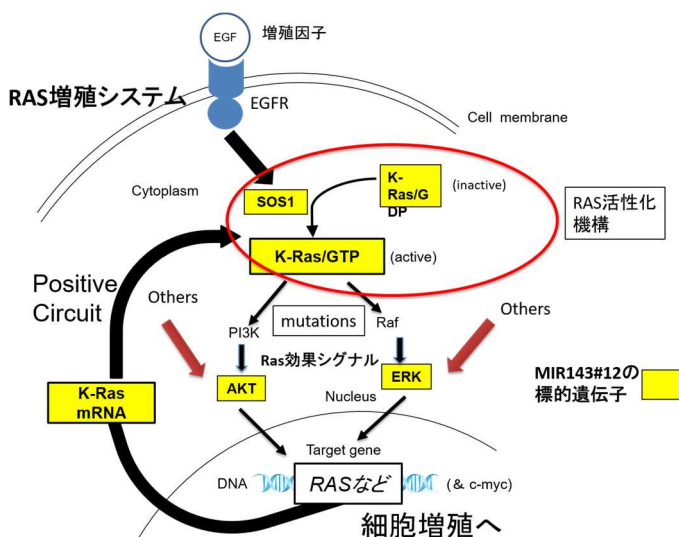 EGF
増殖因子
RAS増殖システム
EGFR
Cell membrane
Cytoplasm
SOS1
K-
Ras/G
DP
(inactive)
RAS活性化
機構
K-Ras/GTP
(active)
Positive
Circuit
Others
mutations
Others
PI3K
Raf
Ras効果シグナル
MIR143#12の
標的遺伝子
K-Ras
mRNA
AKT
ERK
Nucleus
Target gene
DNA
RASなど
(& c-myc)
細胞増殖へ